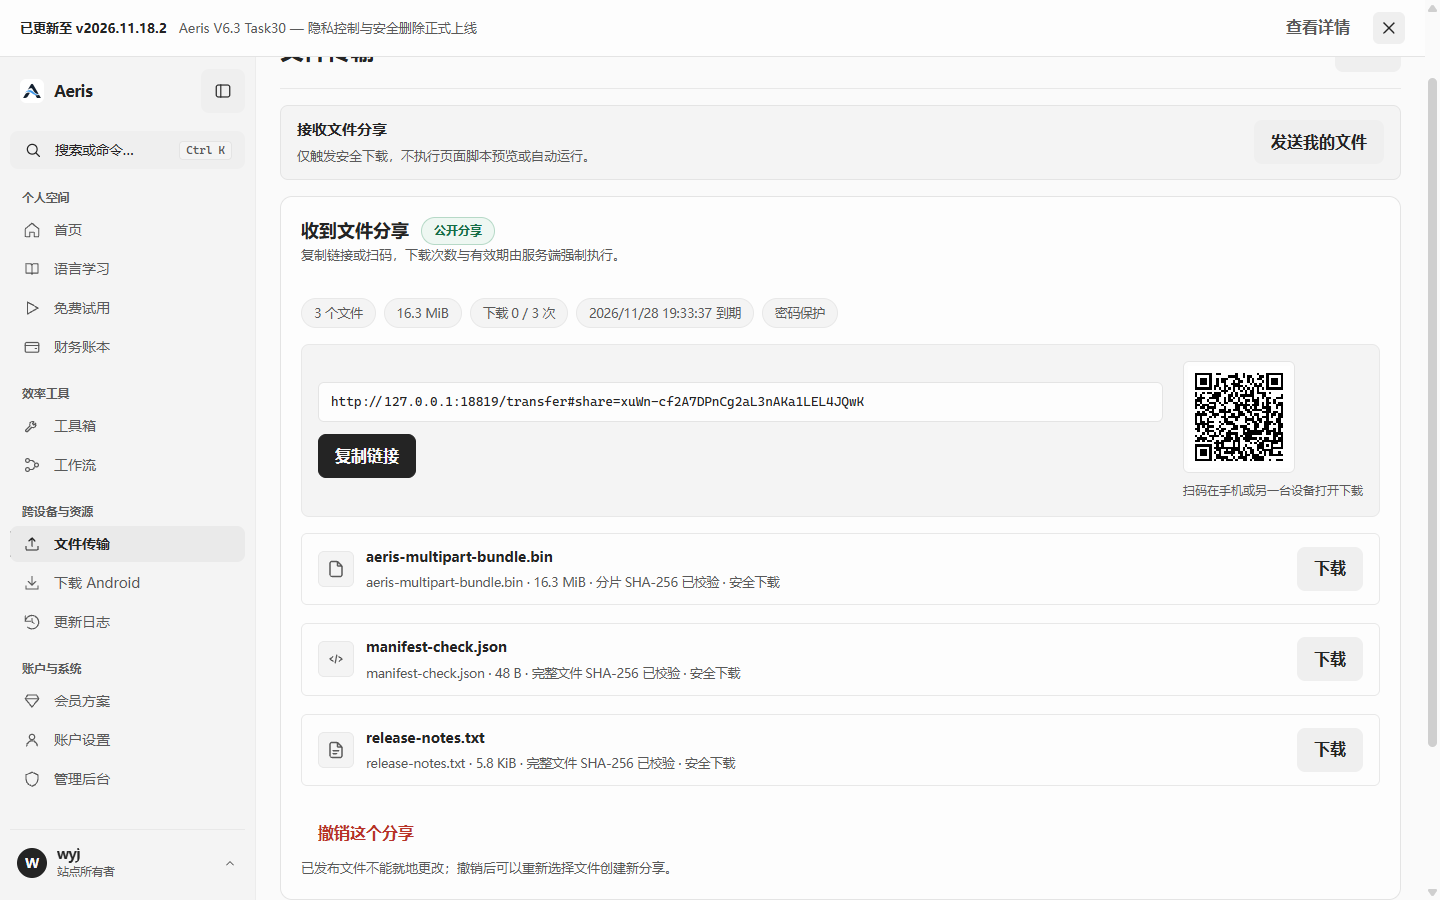 已更新至 v2026.11.18.2 Aeris V6.3 Task30 — 隐私控制与安全删除正式上线
查看详情
Aeris
搜索或命令... Ctrl K
个人空间
首页
语言学习
免费试用
财务账本
效率工具
工具箱
工作流
跨设备与资源
文件传输
下载 Android
更新日志
账户与系统
会员方案
账户设置
管理后台
W
wyj
站点所有者
文件传输
接收文件分享
仅触发安全下载，不执行页面脚本预览或自动运行。
发送我的文件
收到文件分享 公开分享
复制链接或扫码，下载次数与有效期由服务端强制执行。
3 个文件 16.3 MiB 下载 0 / 3 次 2026/11/28 19:33:37 到期 密码保护
http://127.0.0.1:18819/transfer#share=xuWn-cf2A7DPnCg2aL3nAKa1LEL4JQwK
复制链接
扫码在手机或另一台设备打开下载
aeris-multipart-bundle.bin
aeris-multipart-bundle.bin · 16.3 MiB · 分片 SHA-256 已校验 · 安全下载
下载
manifest-check.json
manifest-check.json · 48 B · 完整文件 SHA-256 已校验 · 安全下载
下载
release-notes.txt
release-notes.txt · 5.8 KiB · 完整文件 SHA-256 已校验 · 安全下载
下载
撤销这个分享
已发布文件不能就地更改；撤销后可以重新选择文件创建新分享。